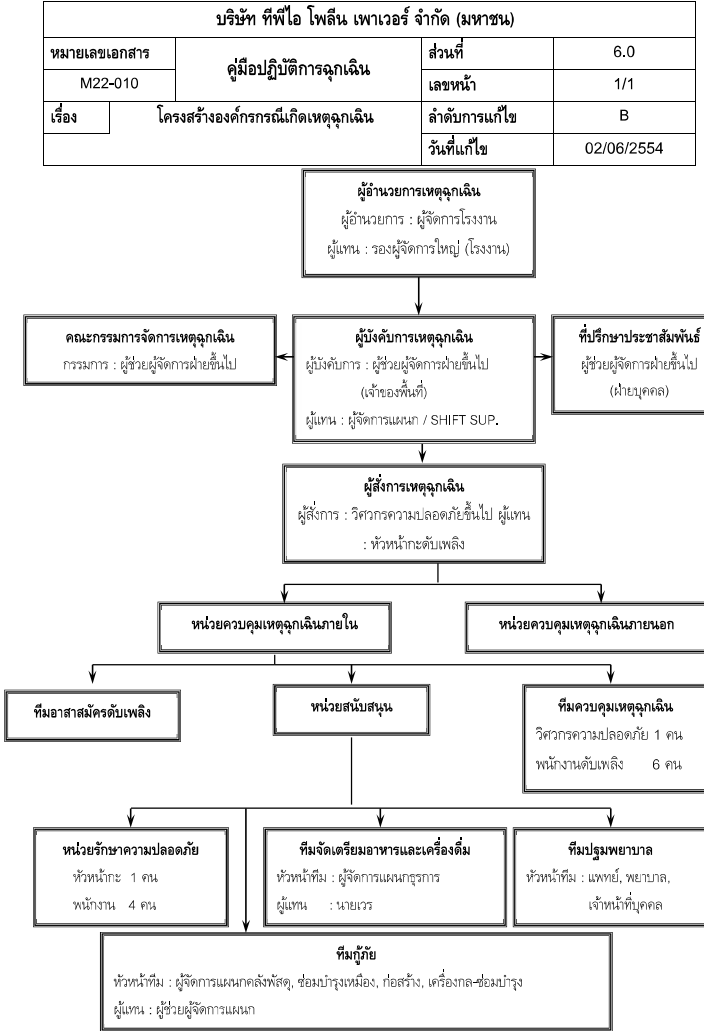 บริษัท ทีพีไอ โพลีน เพาเวอร์ จำกัด (มหาชน)
หมายเลขเอกสาร
M22-010
คู่มือปฏิบัติการฉุกเฉิน
ส่วนที่ 6.0
เลขหน้า 1/1
เรื่อง โครงสร้างองค์กรกรณีเกิดเหตุฉุกเฉิน
ลำดับการแก้ไข B
วันที่แก้ไข 02/06/2554
ผู้อำนวยการเหตุฉุกเฉิน
ผู้อำนวยการ : ผู้จัดการโรงงาน
ผู้แทน : รองผู้จัดการใหญ่ (โรงงาน)
คณะกรรมการจัดการเหตุฉุกเฉิน
กรรมการ : ผู้ช่วยผู้จัดการฝ่ายขึ้นไป
ผู้บังคับการเหตุฉุกเฉิน
ผู้บังคับการ : ผู้ช่วยผู้จัดการฝ่ายขึ้นไป
(เจ้าของพื้นที่)
ผู้แทน : ผู้จัดการแผนก / SHIFT SUP.
ที่ปรึกษาประชาสัมพันธ์
ผู้ช่วยผู้จัดการฝ่ายขึ้นไป
(ฝ่ายบุคคล)
ผู้สั่งการเหตุฉุกเฉิน
ผู้สั่งการ : วิศวกรความปลอดภัยขึ้นไป ผู้แทน
: หัวหน้ากะดับเพลิง
หน่วยควบคุมเหตุฉุกเฉินภายใน
หน่วยควบคุมเหตุฉุกเฉินภายนอก
ทีมอาสาสมัครดับเพลิง
หน่วยสนับสนุน
ทีมควบคุมเหตุฉุกเฉิน
วิศวกรความปลอดภัย 1 คน
พนักงานดับเพลิง 6 คน
หน่วยรักษาความปลอดภัย
หัวหน้ากะ 1 คน
พนักงาน 4 คน
ทีมจัดเตรียมอาหารและเครื่องดื่ม
หัวหน้าทีม : ผู้จัดการแผนกธุรการ
ผู้แทน : นายเวร
ทีมปฐมพยาบาล
หัวหน้าทีม : แพทย์, พยาบาล,
เจ้าหน้าที่บุคคล
ทีมกู้ภัย
หัวหน้าทีม : ผู้จัดการแผนกคลังพัสดุ, ซ่อมบำรุงเหมือง, ก่อสร้าง, เครื่องกล-ซ่อมบำรุง
ผู้แทน : ผู้ช่วยผู้จัดการแผนก